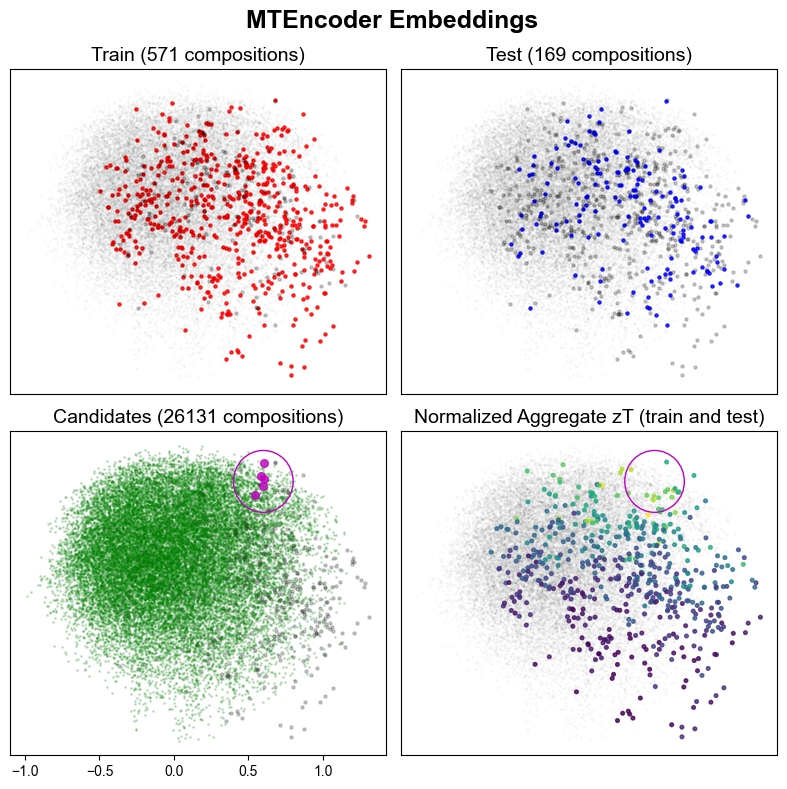 MTEncoder Embeddings
Train (571 compositions)
Test (169 compositions)
Candidates (26131 compositions)
Normalized Aggregate zT (train and test)
−1.0 −0.5 0.0 0.5 1.0